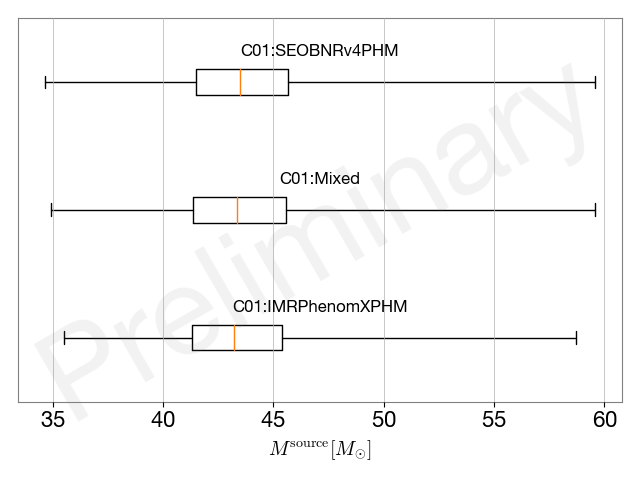 C01:SEOBNRv4PHM
C01:Mixed
C01:IMRPhenomXPHM
Preliminary
35 40 45 50 55 60
M^source [M_⊙]